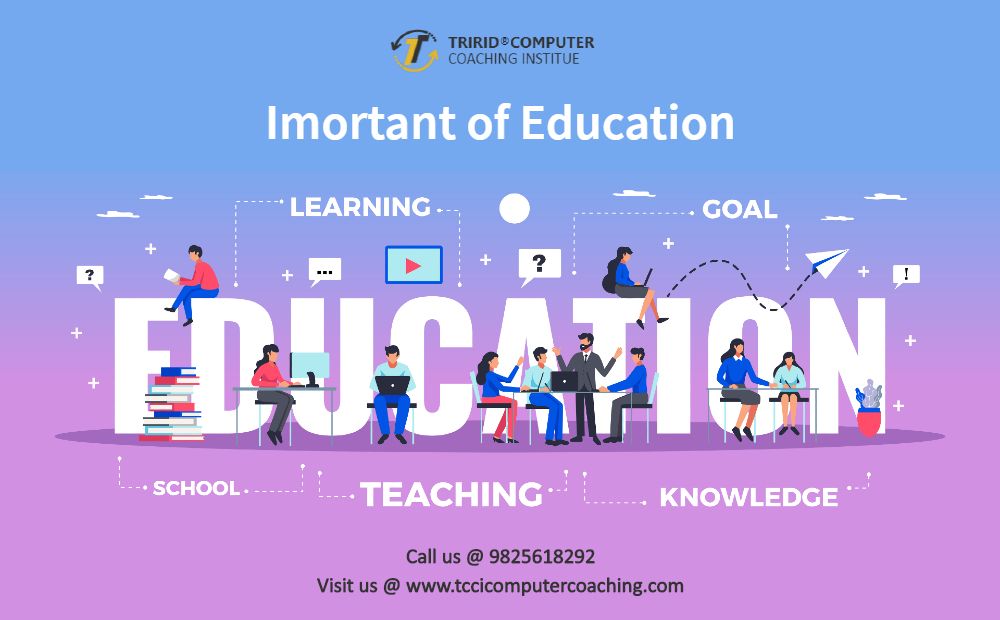 TRIRID®COMPUTER
COACHING INSTITUE
Imortant of Education
LEARNING
GOAL
?
...
?
!
EDUCATION
SCHOOL
TEACHING
KNOWLEDGE
Call us @ 9825618292
Visit us @ www.tccicomputercoaching.com